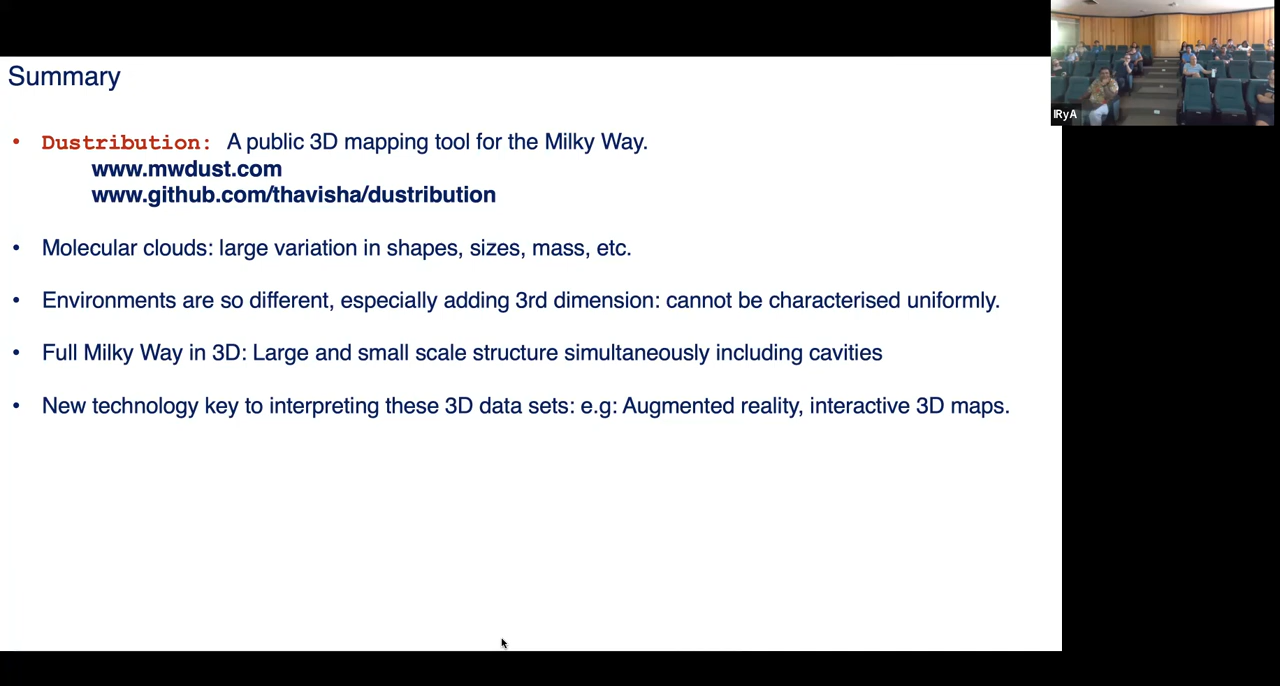 Summary
• Dustribution: A public 3D mapping tool for the Milky Way.
www.mwdust.com
www.github.com/thavisha/dustribution
• Molecular clouds: large variation in shapes, sizes, mass, etc.
• Environments are so different, especially adding 3rd dimension: cannot be characterised uniformly.
• Full Milky Way in 3D: Large and small scale structure simultaneously including cavities
• New technology key to interpreting these 3D data sets: e.g: Augmented reality, interactive 3D maps.
IRyA